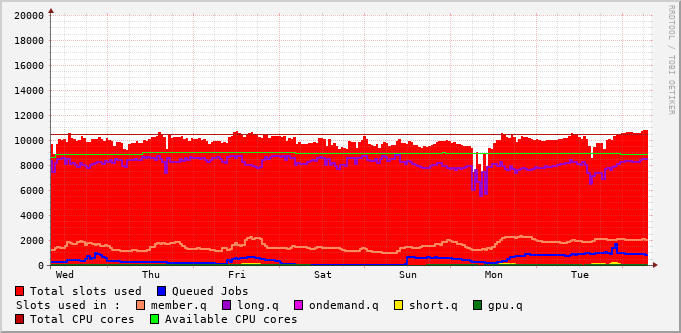 20000
18000
16000
14000
12000
10000
8000
6000
4000
2000
0
Wed Thu Fri Sat Sun Mon Tue
RRDTOOL / TOBI OETIKER
Total slots used Queued Jobs
Slots used in : member.q long.q ondemand.q short.q gpu.q
Total CPU cores Available CPU cores